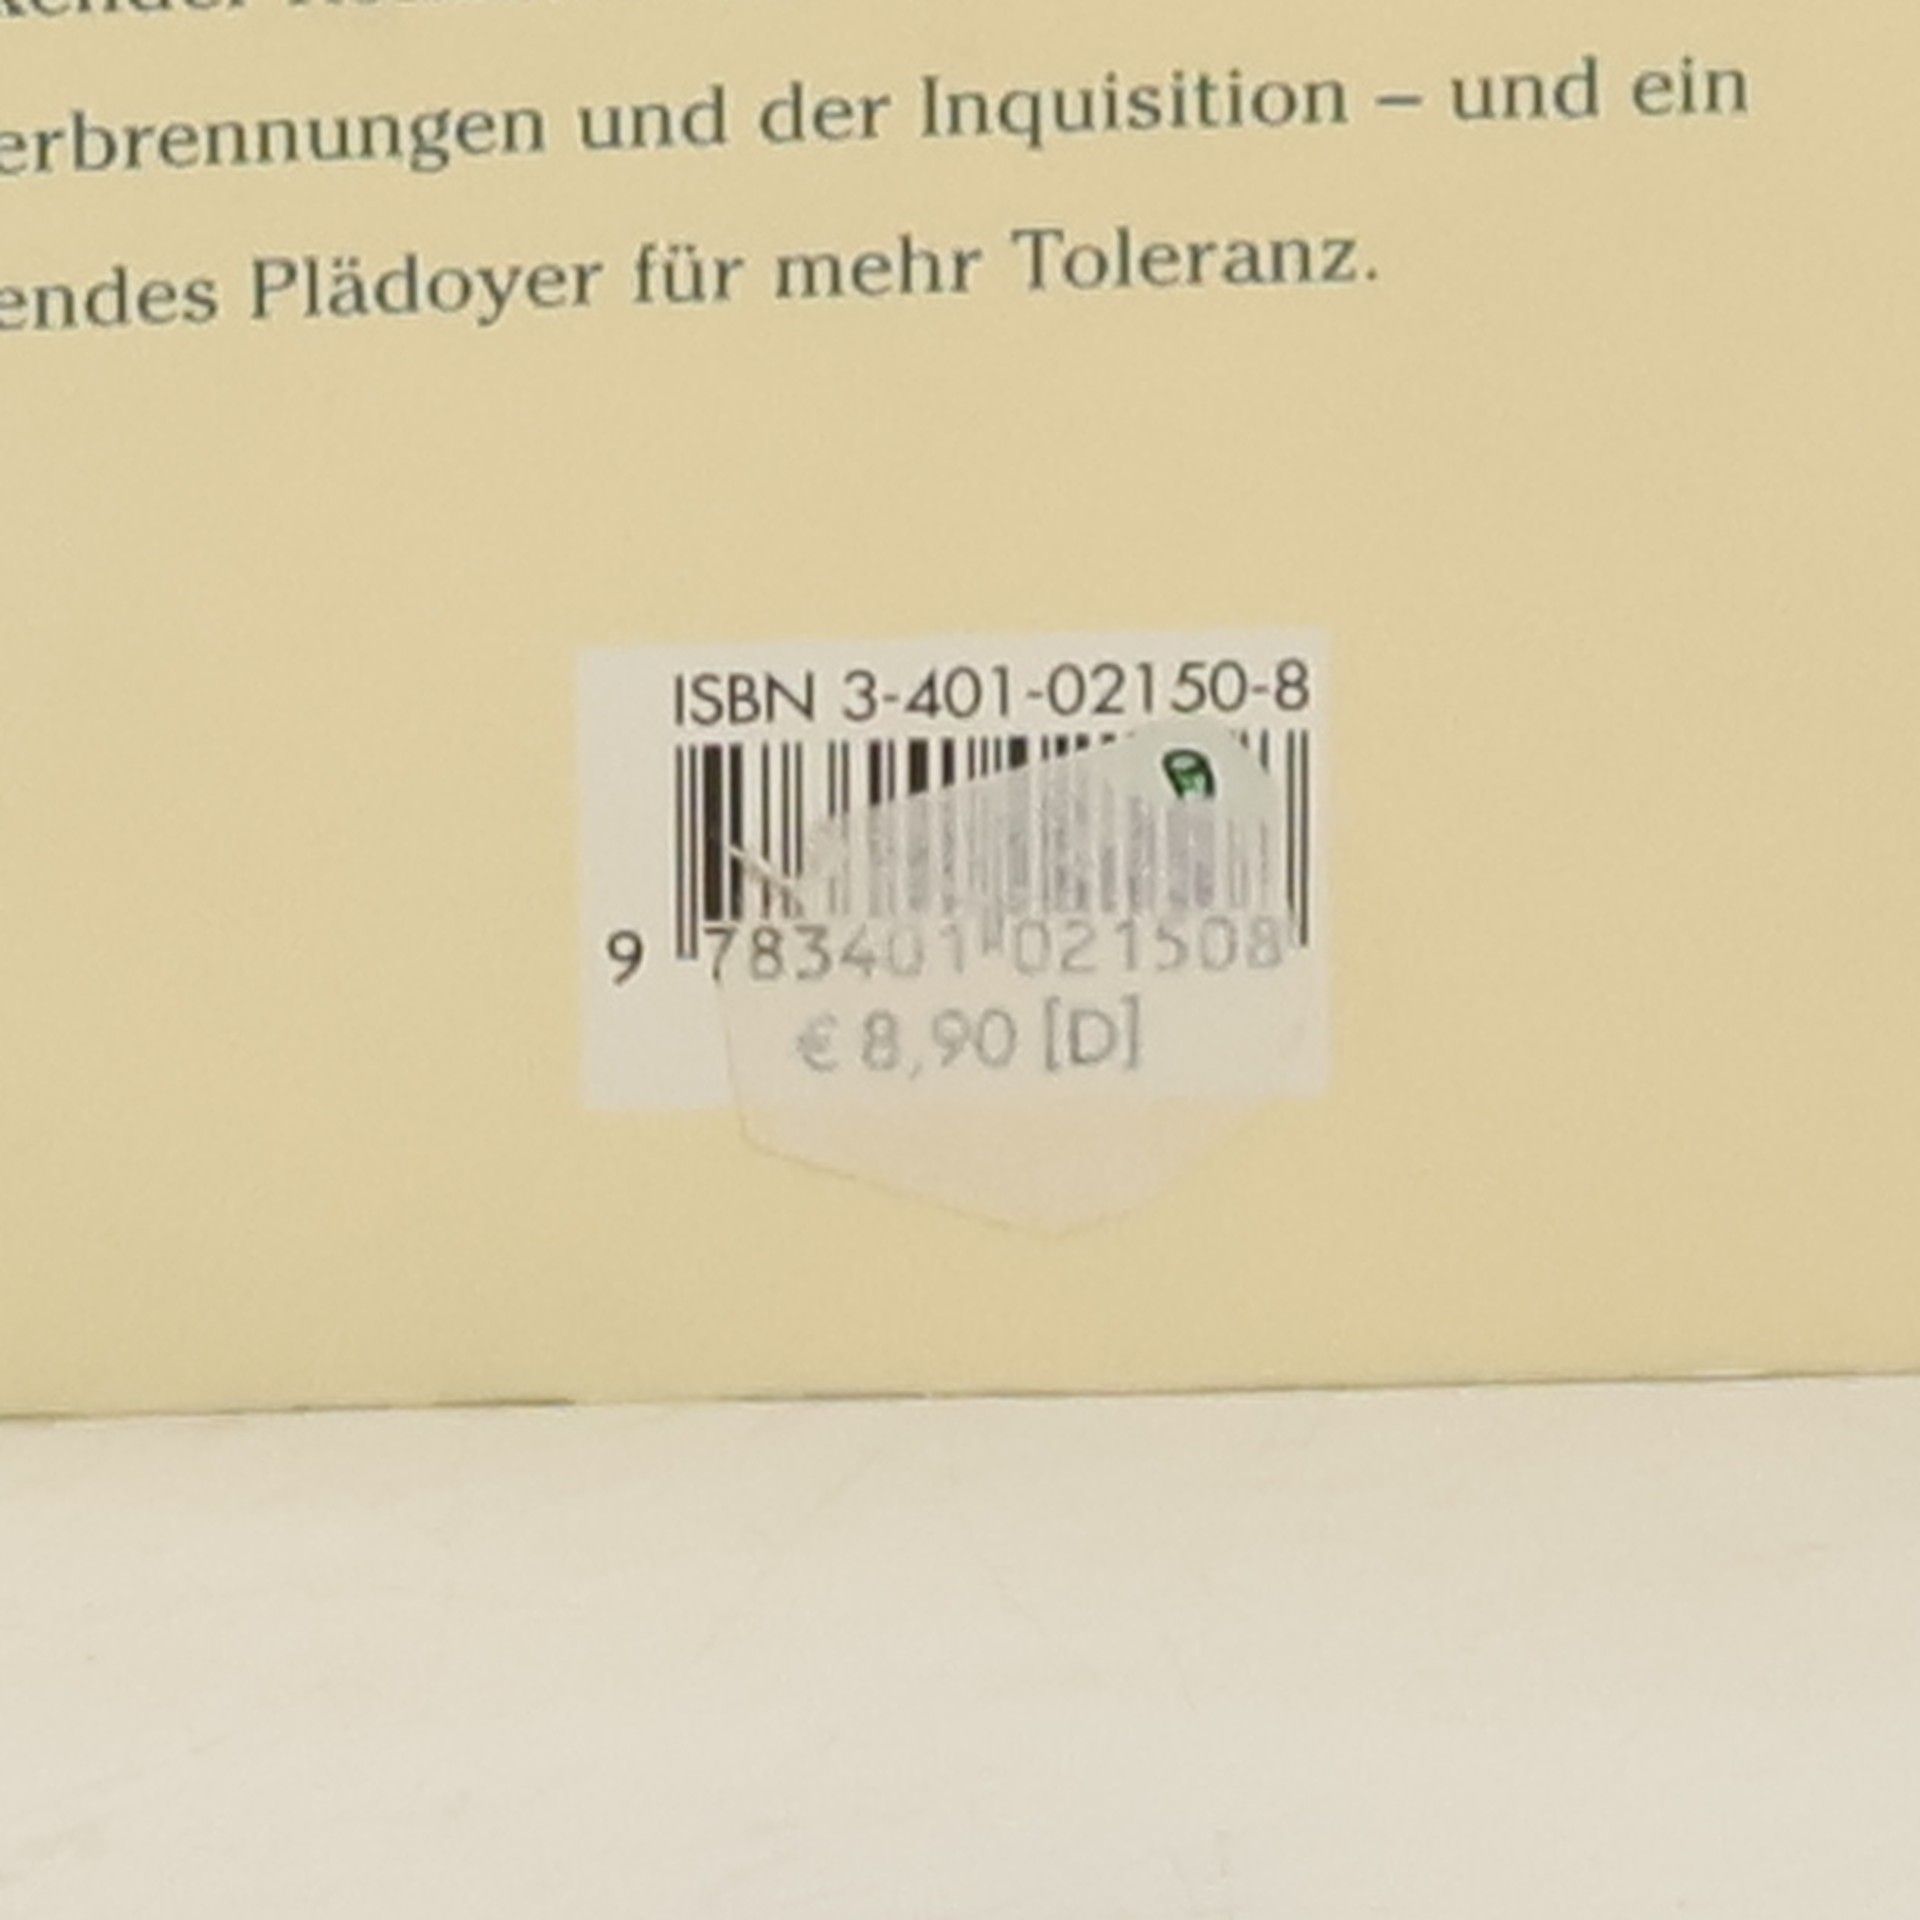 erbrennungen und der Inquisition – und ein
endes Plädoyer für mehr Toleranz.
ISBN 3-401-02150-8
9 783401 021508
€ 8,90 [D]